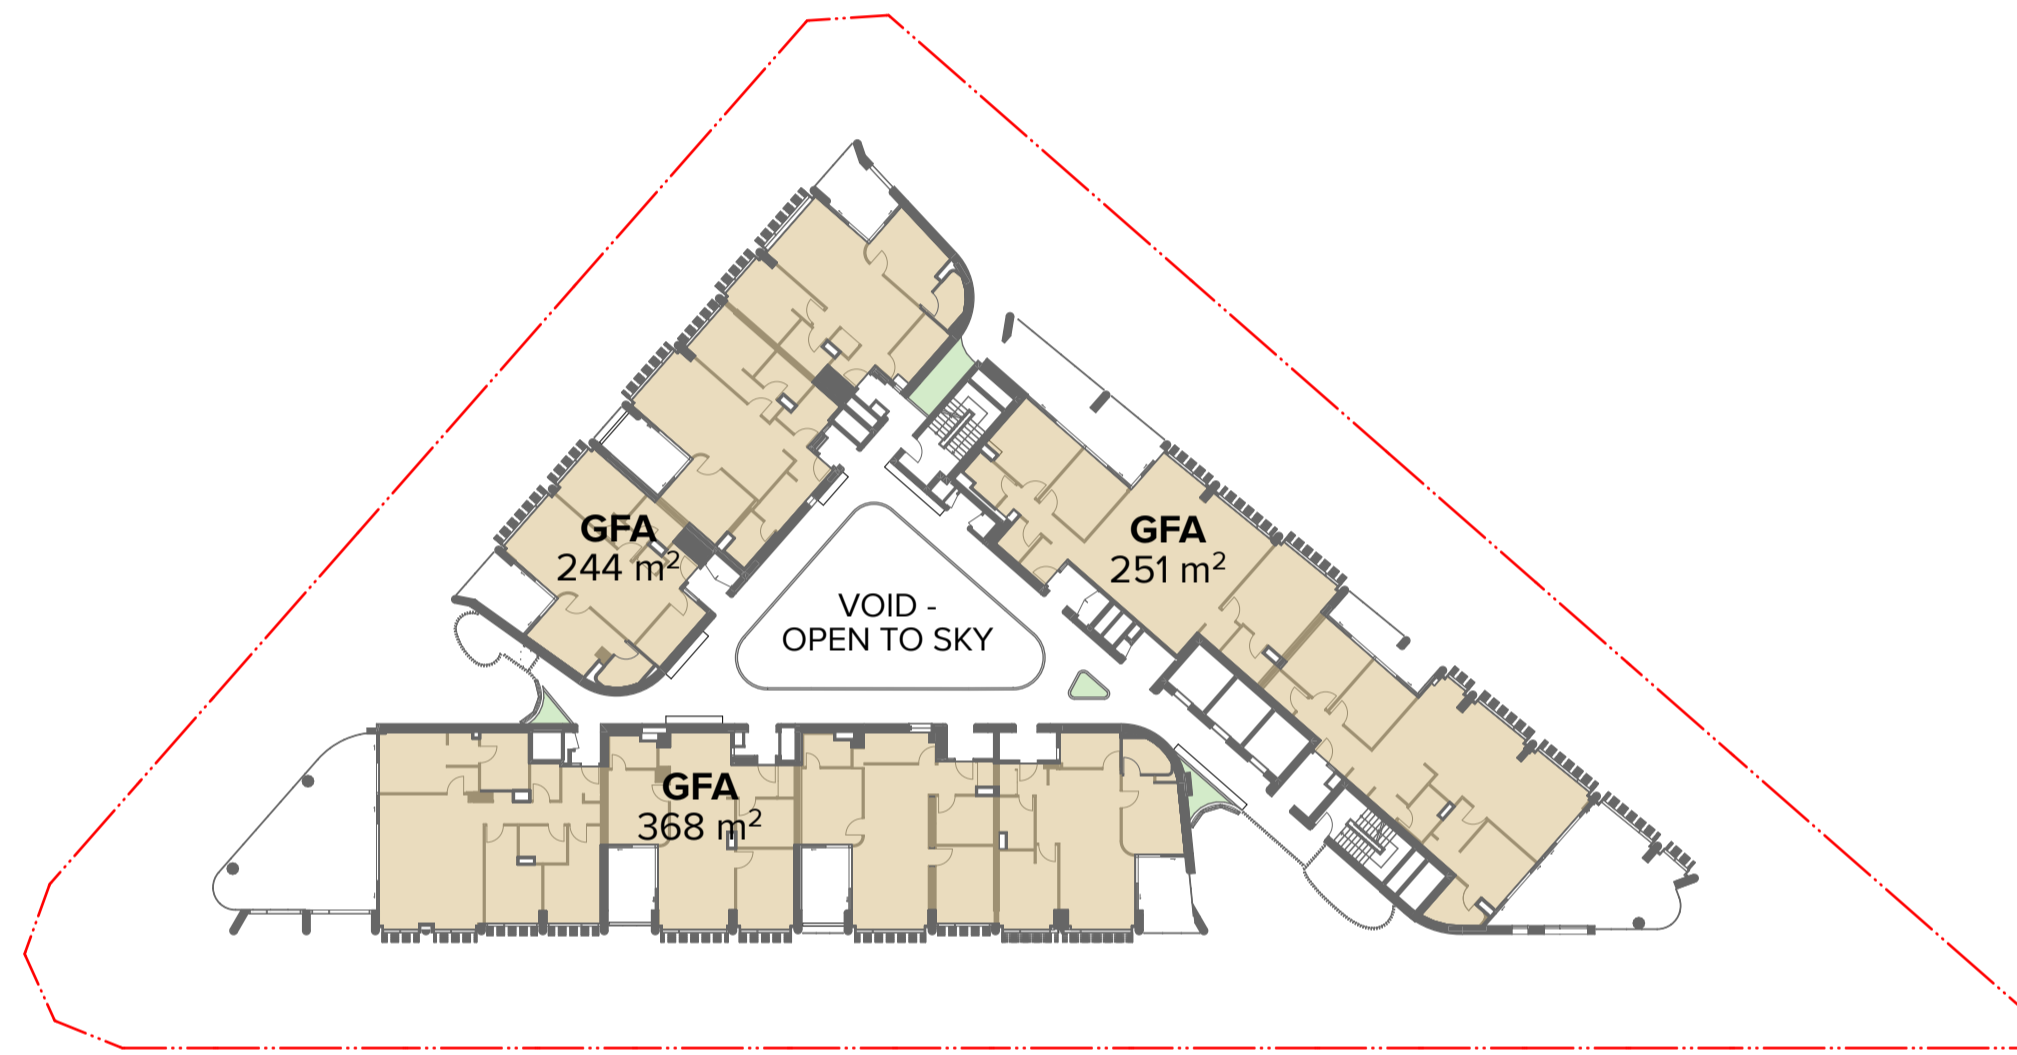 GFA
244 m²
GFA
251 m²
VOID -
OPEN TO SKY
GFA
368 m²